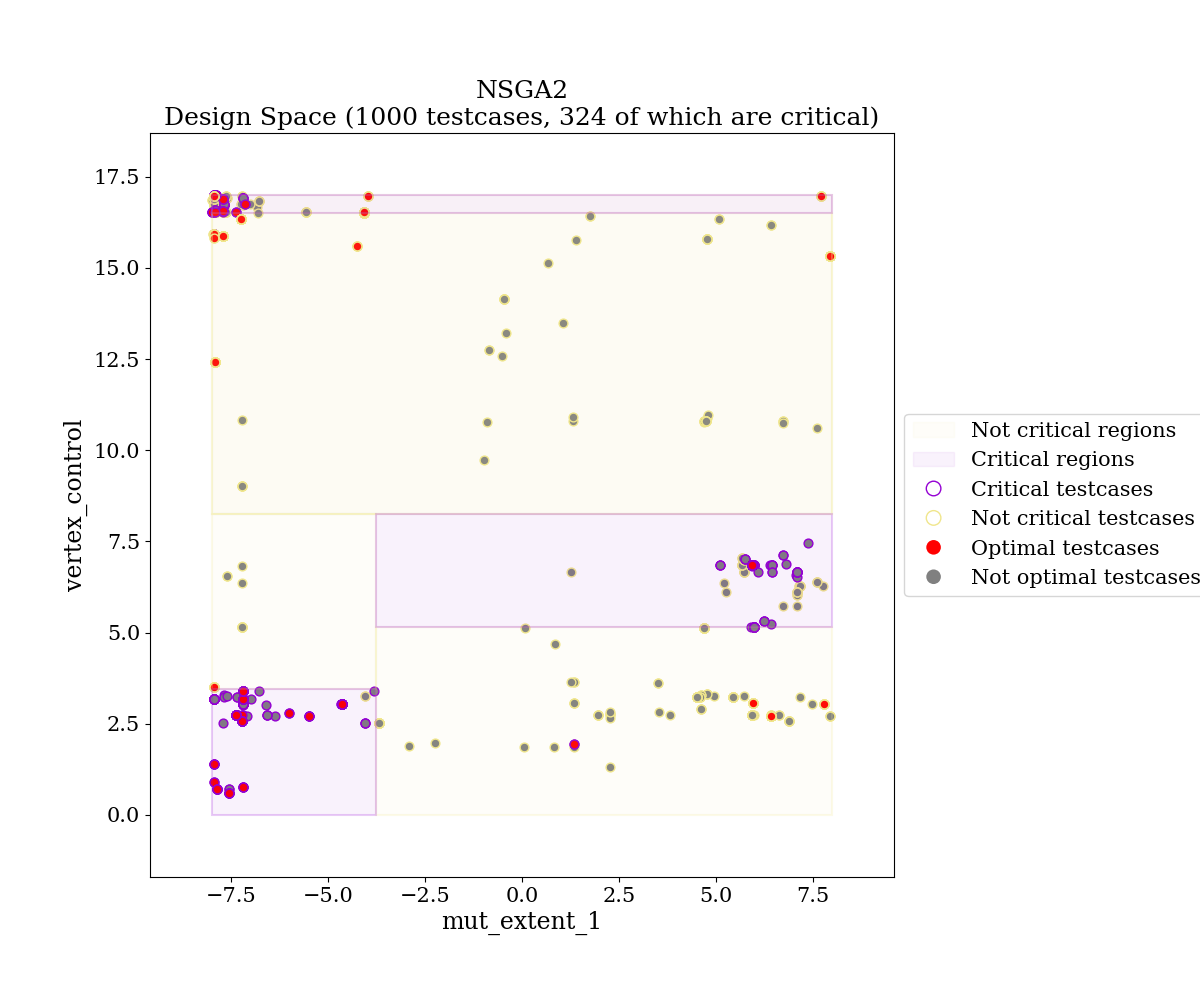 NSGA2
Design Space (1000 testcases, 324 of which are critical)
vertex_control
17.5
15.0
12.5
10.0
7.5
5.0
2.5
0.0
−7.5 −5.0 −2.5 0.0 2.5 5.0 7.5
mut_extent_1
Not critical regions
Critical regions
Critical testcases
Not critical testcases
Optimal testcases
Not optimal testcases